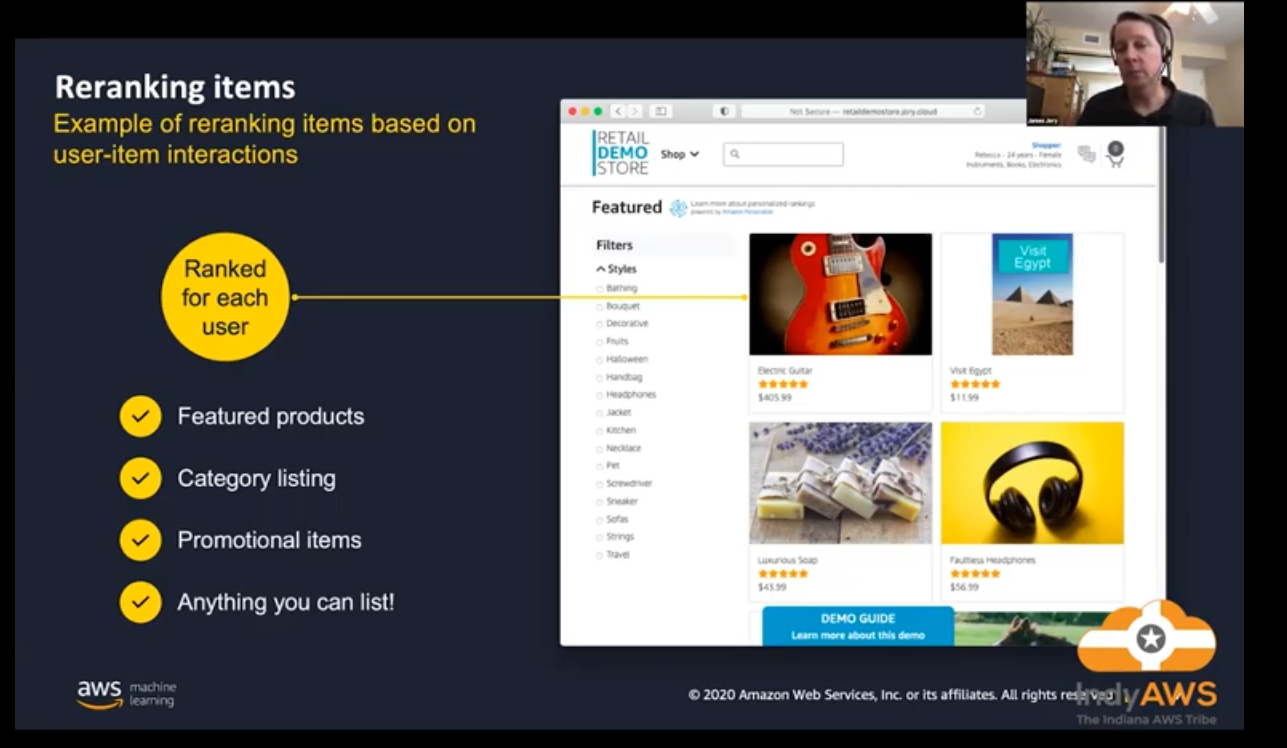 Reranking items
Example of reranking items based on
user-item interactions
Ranked
for each
user
Featured products
Category listing
Promotional items
Anything you can list!
aws machine
learning
James Jory
Not Secure — retaildemostore.jory.cloud
RETAIL
DEMO
STORE
Shop
Shopper:
Rebecca - 24 years - Female
Instruments, Books, Electronics
Featured
Learn more about personalized rankings
powered by Amazon Personalize
Filters
Styles
Bathing
Bouquet
Decorative
Fruits
Halloween
Handbag
Headphones
Jacket
Kitchen
Necklace
Pet
Screwdriver
Sneaker
Sofas
Strings
Travel
Electric Guitar
$405.99
Visit
Egypt
Visit Egypt
$11.99
Luxurious Soap
$43.99
Faultless Headphones
$56.99
DEMO GUIDE
Learn more about this demo
© 2020 Amazon Web Services, Inc. or its affiliates. All rights reserved
IndyAWS
The Indiana AWS Tribe